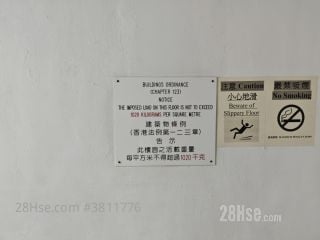 BUILDINGS ORDINANCE
(CHAPTER 123)
NOTICE
THE IMPOSED LOAD ON THIS FLOOR IS NOT TO EXCEED
1020 KILOGRAMS PER SQUARE METRE
建築物條例
(香港法例第一二三章)
告示
此樓面之活載重量
每平方米不得超過1020千克
注意 Caution
小心地滑
Beware of
Slippery Floor
嚴禁吸煙
No Smoking
28Hse.com #3811776
28Hse.com